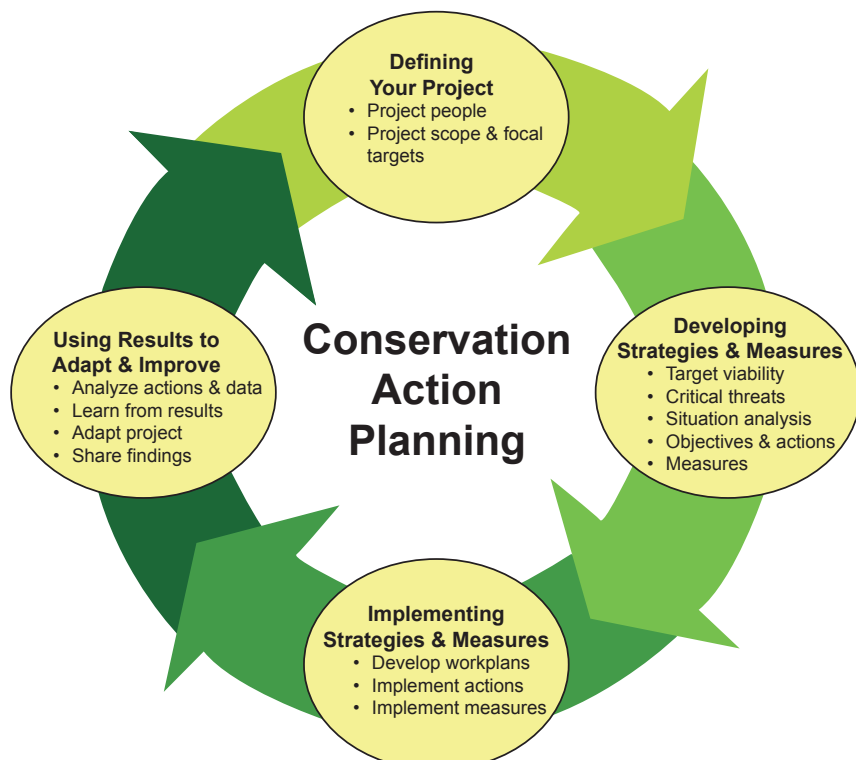 Defining
Your Project
• Project people
• Project scope & focal
targets
Conservation
Action
Planning
Developing
Strategies & Measures
• Target viability
• Critical threats
• Situation analysis
• Objectives & actions
• Measures
Implementing
Strategies & Measures
• Develop workplans
• Implement actions
• Implement measures
Using Results to
Adapt & Improve
• Analyze actions & data
• Learn from results
• Adapt project
• Share findings